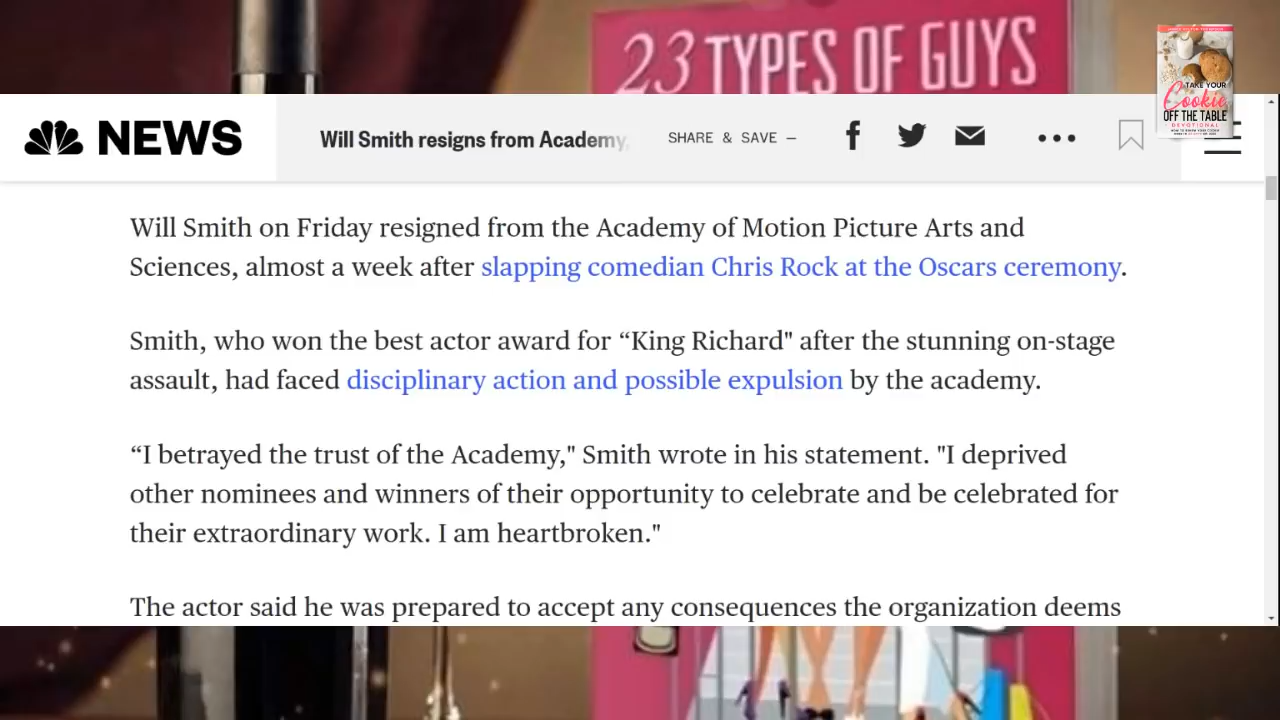 23 TYPES OF GUYS
TAKE YOUR
Cookie
OFF THE TABLE
DEVOTIONAL
NEWS
Will Smith resigns from Academy,
SHARE & SAVE –
Will Smith on Friday resigned from the Academy of Motion Picture Arts and
Sciences, almost a week after slapping comedian Chris Rock at the Oscars ceremony.
Smith, who won the best actor award for “King Richard" after the stunning on-stage
assault, had faced disciplinary action and possible expulsion by the academy.
“I betrayed the trust of the Academy," Smith wrote in his statement. "I deprived
other nominees and winners of their opportunity to celebrate and be celebrated for
their extraordinary work. I am heartbroken."
The actor said he was prepared to accept any consequences the organization deems